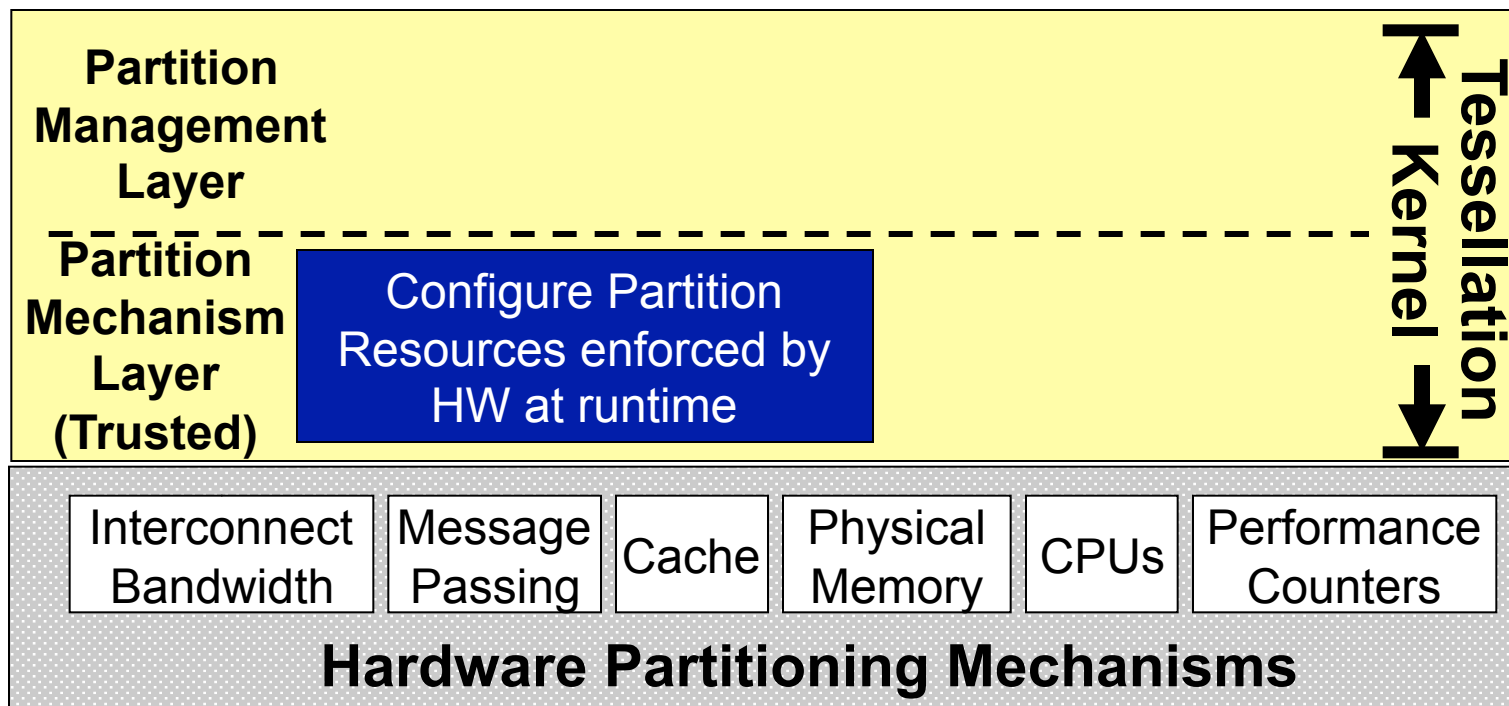 Partition
Management
Layer
Partition
Mechanism
Layer
(Trusted)
Configure Partition
Resources enforced by
HW at runtime
Tessellation
Kernel
Interconnect
Bandwidth
Message
Passing
Cache
Physical
Memory
CPUs
Performance
Counters
Hardware Partitioning Mechanisms